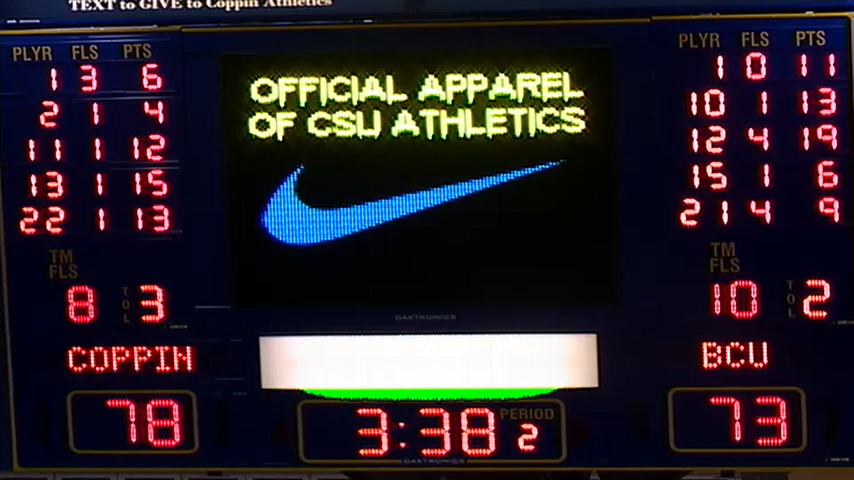 TEXT to GIVE to Coppin Athletics
PLYR FLS PTS
1 3 6
2 1 4
11 1 12
13 1 15
22 1 13
TM FLS
8 TOL 3
COPPIN
78
OFFICIAL APPAREL
OF CSU ATHLETICS
DAKTRONICS
3:38 PERIOD 2
DAKTRONICS
PLYR FLS PTS
1 0 11
10 1 13
12 4 19
15 1 6
21 4 9
TM FLS
10 TOL 2
BCU
73